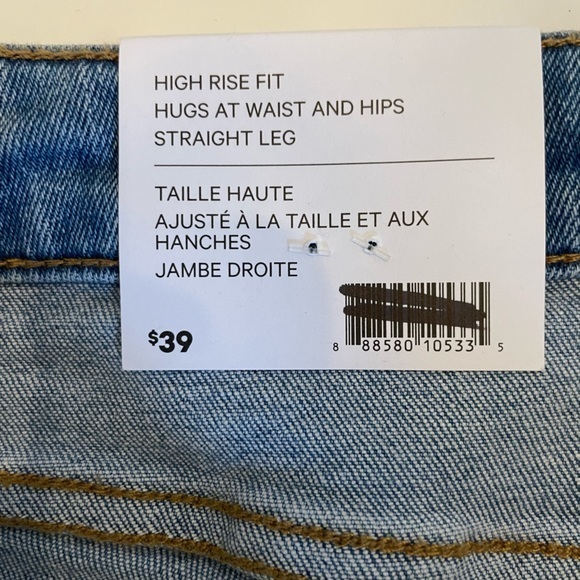 HIGH RISE FIT
HUGS AT WAIST AND HIPS
STRAIGHT LEG
TAILLE HAUTE
AJUSTÉ À LA TAILLE ET AUX
HANCHES
JAMBE DROITE
$39
8 88580 10533 5